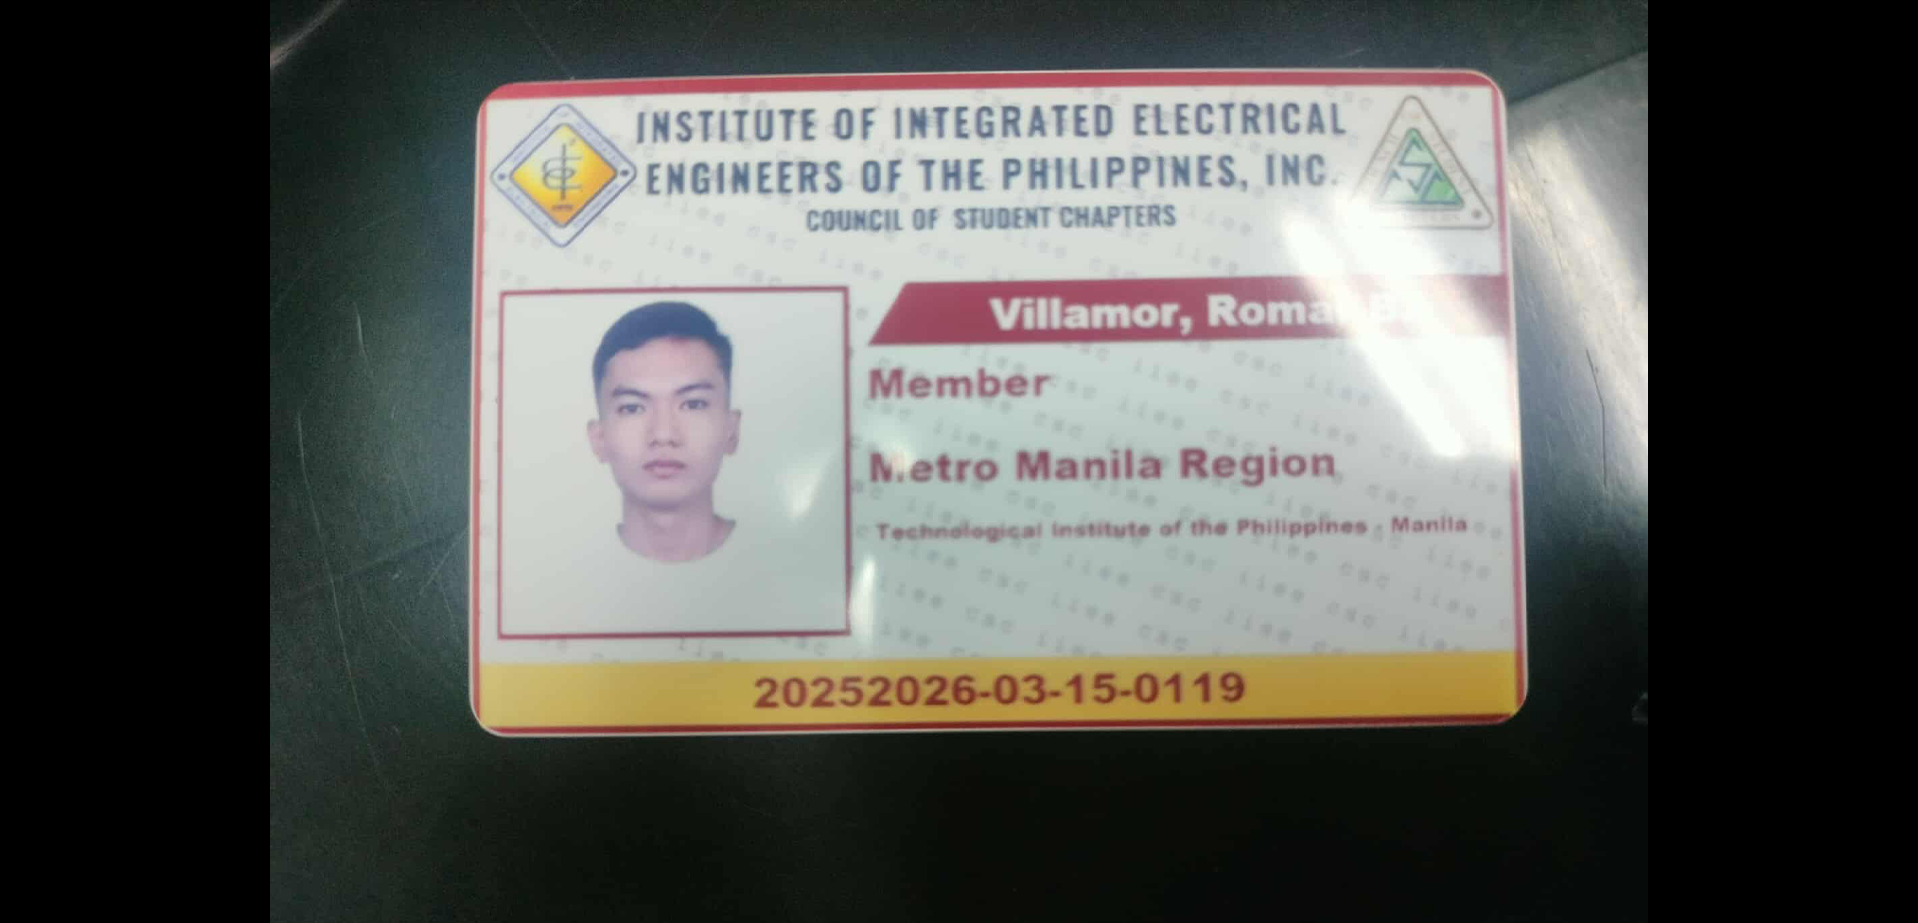 INSTITUTE OF INTEGRATED ELECTRICAL
ENGINEERS OF THE PHILIPPINES, INC.
COUNCIL OF STUDENT CHAPTERS
Villamor,
Member
Metro Manila Region
Technological Institute of the Philippines - Manila
20252026-03-15-0119